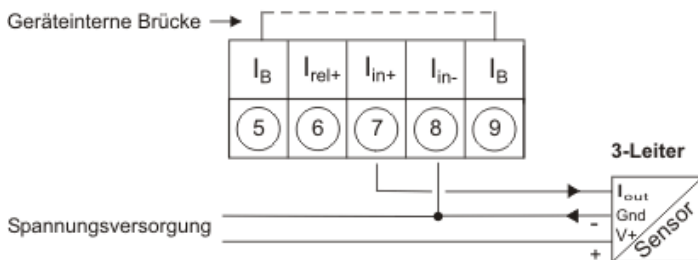 Geräteinterne Brücke
I_B I_rel+ I_in+ I_in- I_B
5 6 7 8 9
3-Leiter
I_out
- Gnd
Spannungsversorgung
V+
+
Sensor